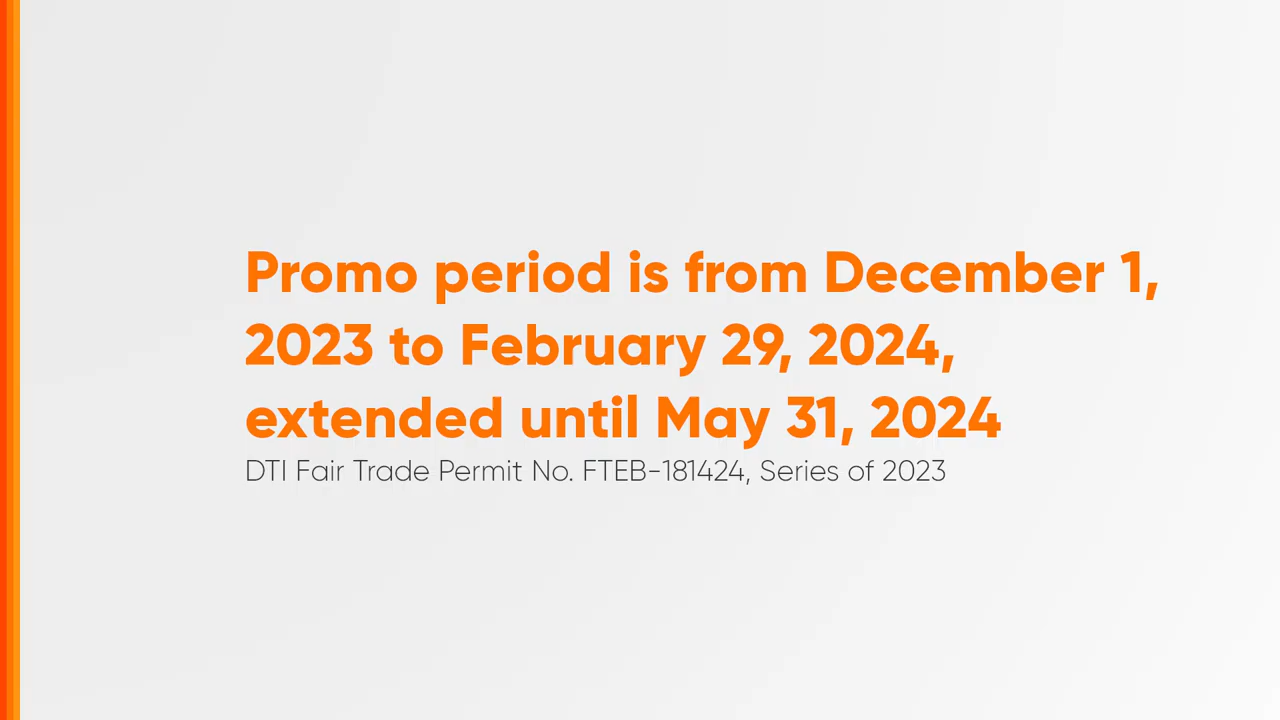 Promo period is from December 1,
2023 to February 29, 2024,
extended until May 31, 2024
DTI Fair Trade Permit No. FTEB-181424, Series of 2023